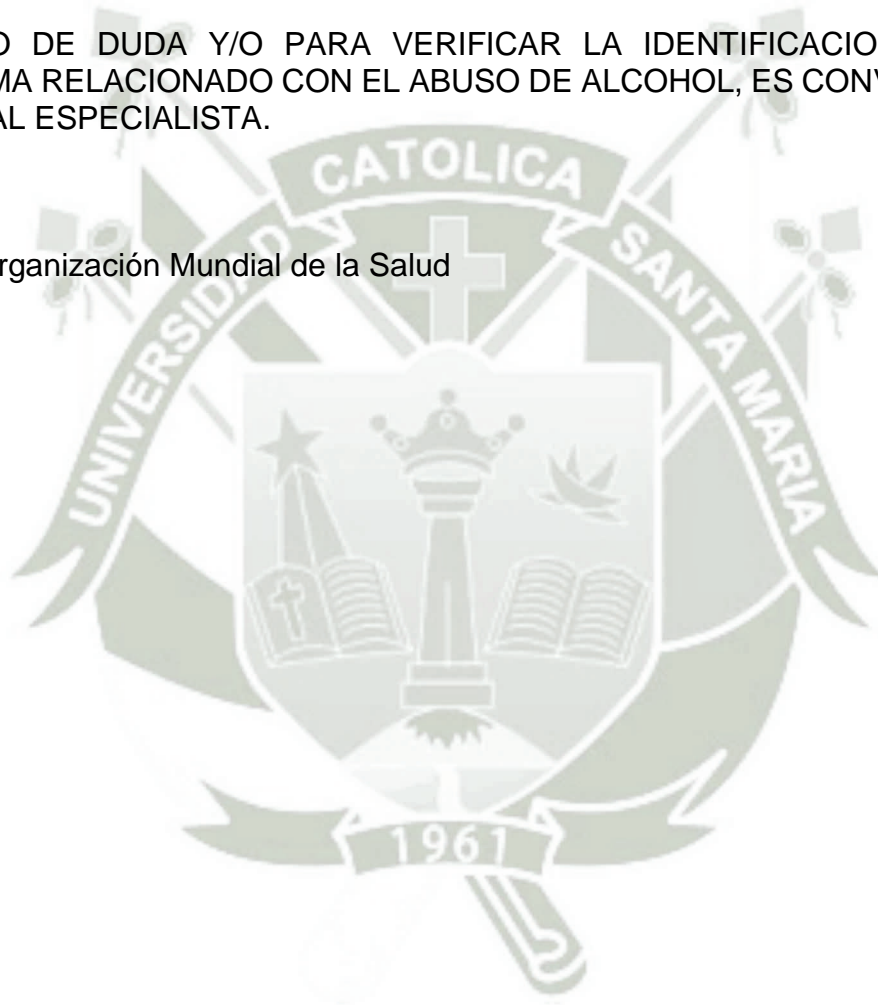 O DE DUDA Y/O PARA VERIFICAR LA IDENTIFICACIO
MA RELACIONADO CON EL ABUSO DE ALCOHOL, ES CONV
AL ESPECIALISTA.
rganización Mundial de la Salud
UNIVERSIDAD CATOLICA SANTA MARIA
1961